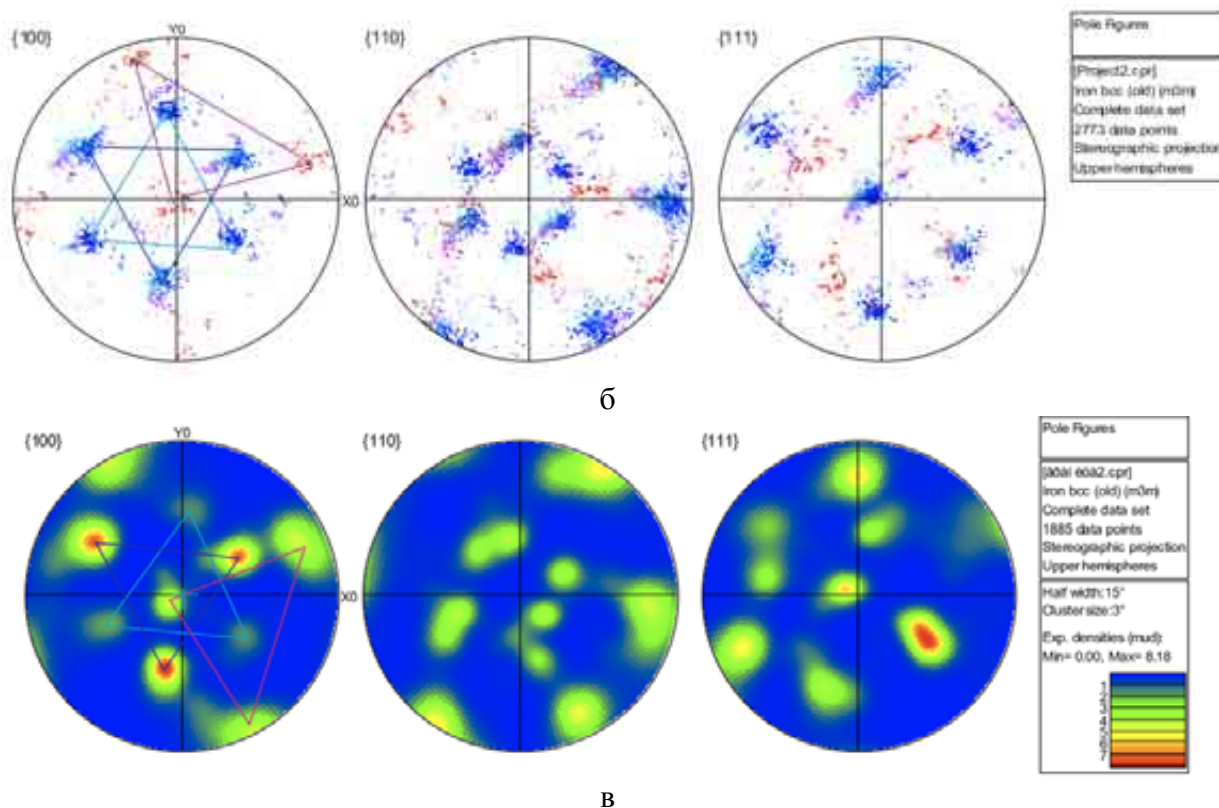 {100}
Y0
X0
{110}
{111}
Pole Figures
[Project2.cpr]
Iron bcc (old) (m3m)
Complete data set
2773 data points
Stereographic projection
Upper hemispheres
б
{100}
Y0
X0
{110}
{111}
Pole Figures
Iron bcc (old) (m3m)
Complete data set
1885 data points
Stereographic projection
Upper hemispheres
Half width:15°
Cluster size:3°
Exp. densities (mud):
Min= 0.00, Max= 8.18
1
2
3
4
5
6
7
в